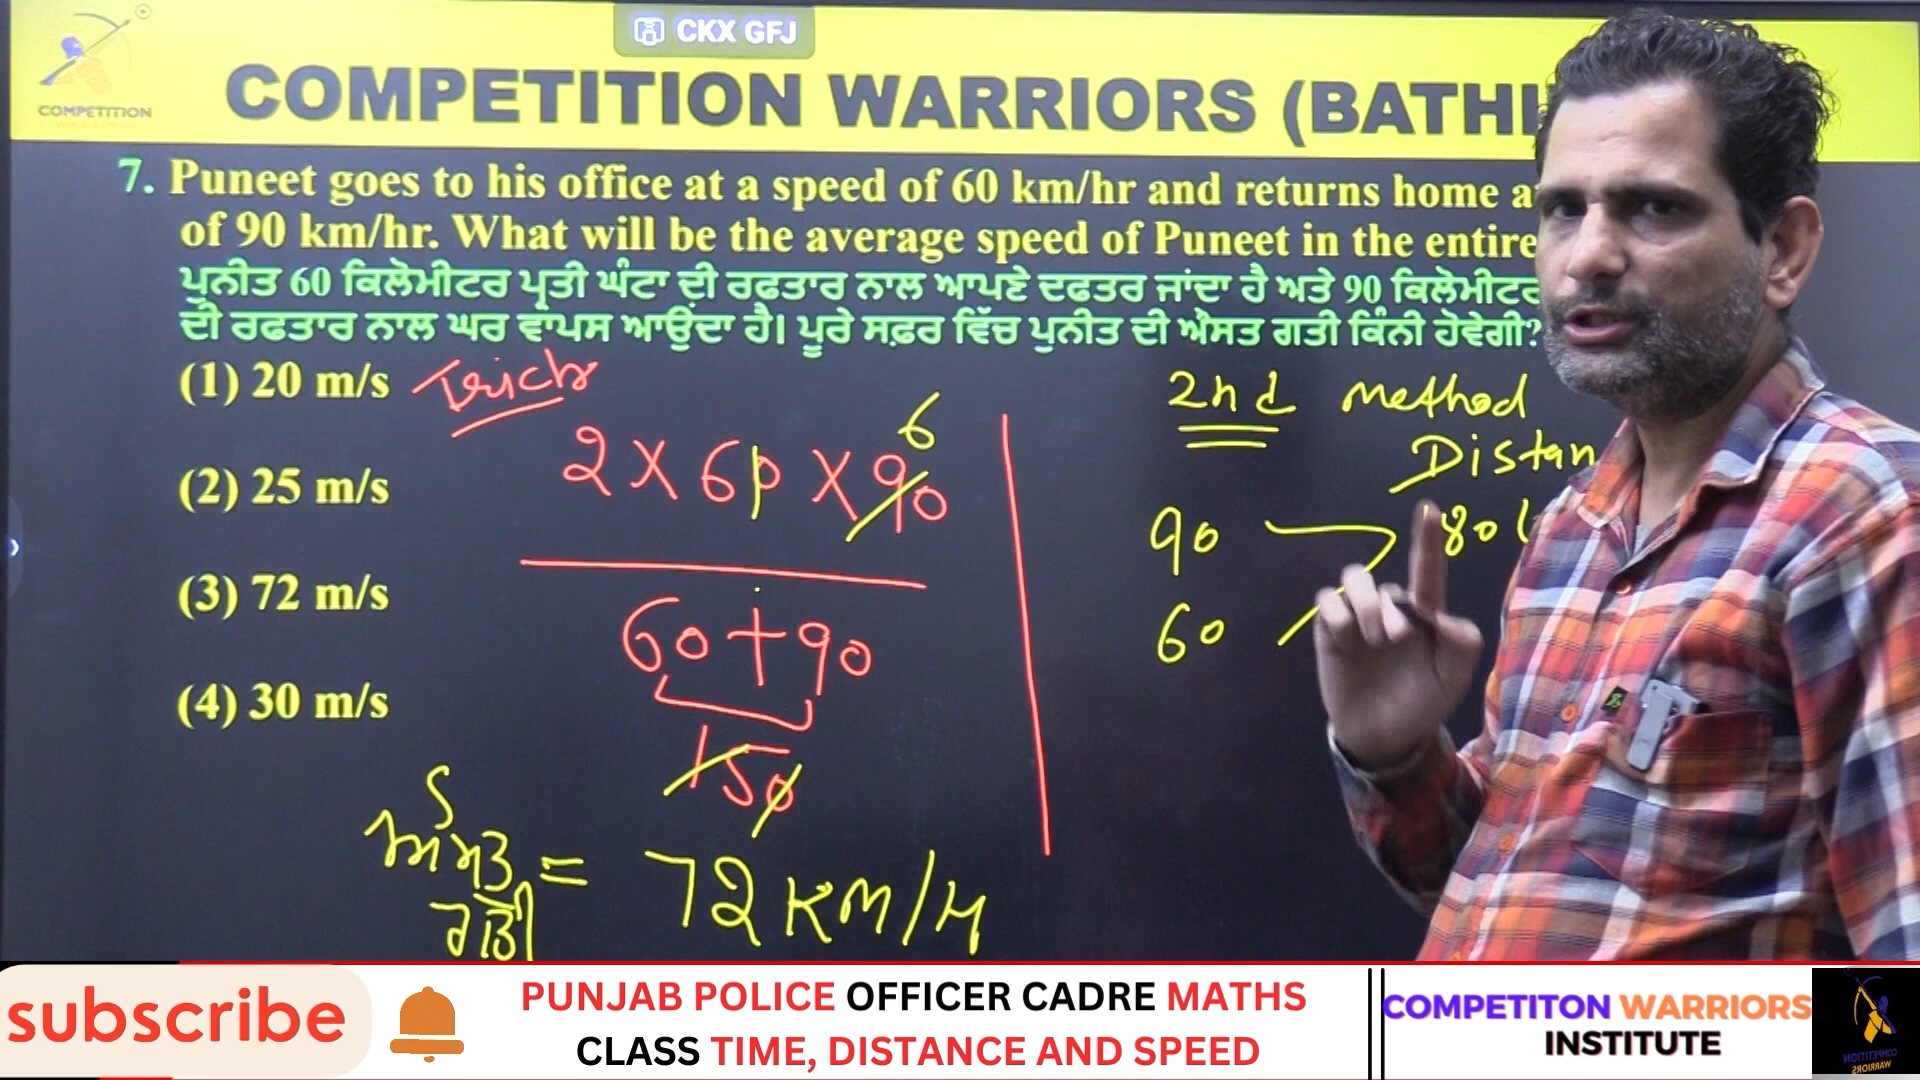 CKX GFJ
COMPETITION
COMPETITION WARRIORS (BATHI
7. Puneet goes to his office at a speed of 60 km/hr and returns home a
of 90 km/hr. What will be the average speed of Puneet in the entire
ਪੁਨੀਤ 60 ਕਿਲੋਮੀਟਰ ਪ੍ਰਤੀ ਘੰਟਾ ਦੀ ਰਫਤਾਰ ਨਾਲ ਆਪਣੇ ਦਫਤਰ ਜਾਂਦਾ ਹੈ ਅਤੇ 90 ਕਿਲੋਮੀਟਰ
ਦੀ ਰਫਤਾਰ ਨਾਲ ਘਰ ਵਾਪਸ ਆਉਂਦਾ ਹੈ। ਪੂਰੇ ਸਫ਼ਰ ਵਿੱਚ ਪੁਨੀਤ ਦੀ ਔਸਤ ਗਤੀ ਕਿੰਨੀ ਹੋਵੇਗੀ?
(1) 20 m/s
(2) 25 m/s
(3) 72 m/s
(4) 30 m/s
Trick
6
2 X 60 X 90
60 + 90
150
ਔਸਤ = 72 KM/H
ਗਤੀ
2nd method
Distan
90 180
60
subscribe
PUNJAB POLICE OFFICER CADRE MATHS
CLASS TIME, DISTANCE AND SPEED
COMPETITON WARRIORS
INSTITUTE